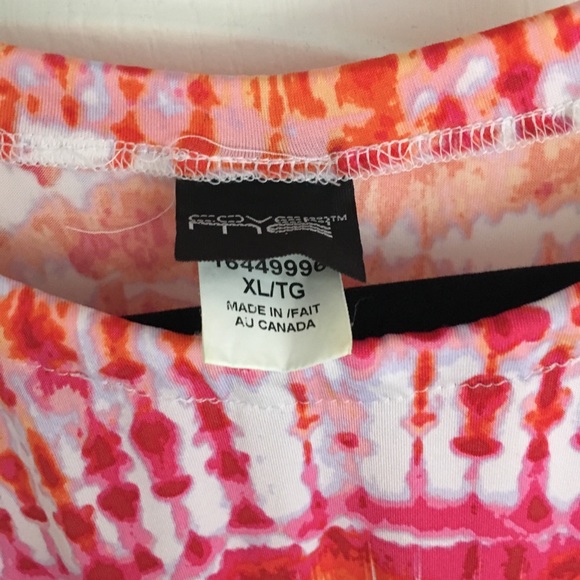 16449996
XL/TG
MADE IN /FAIT
AU CANADA